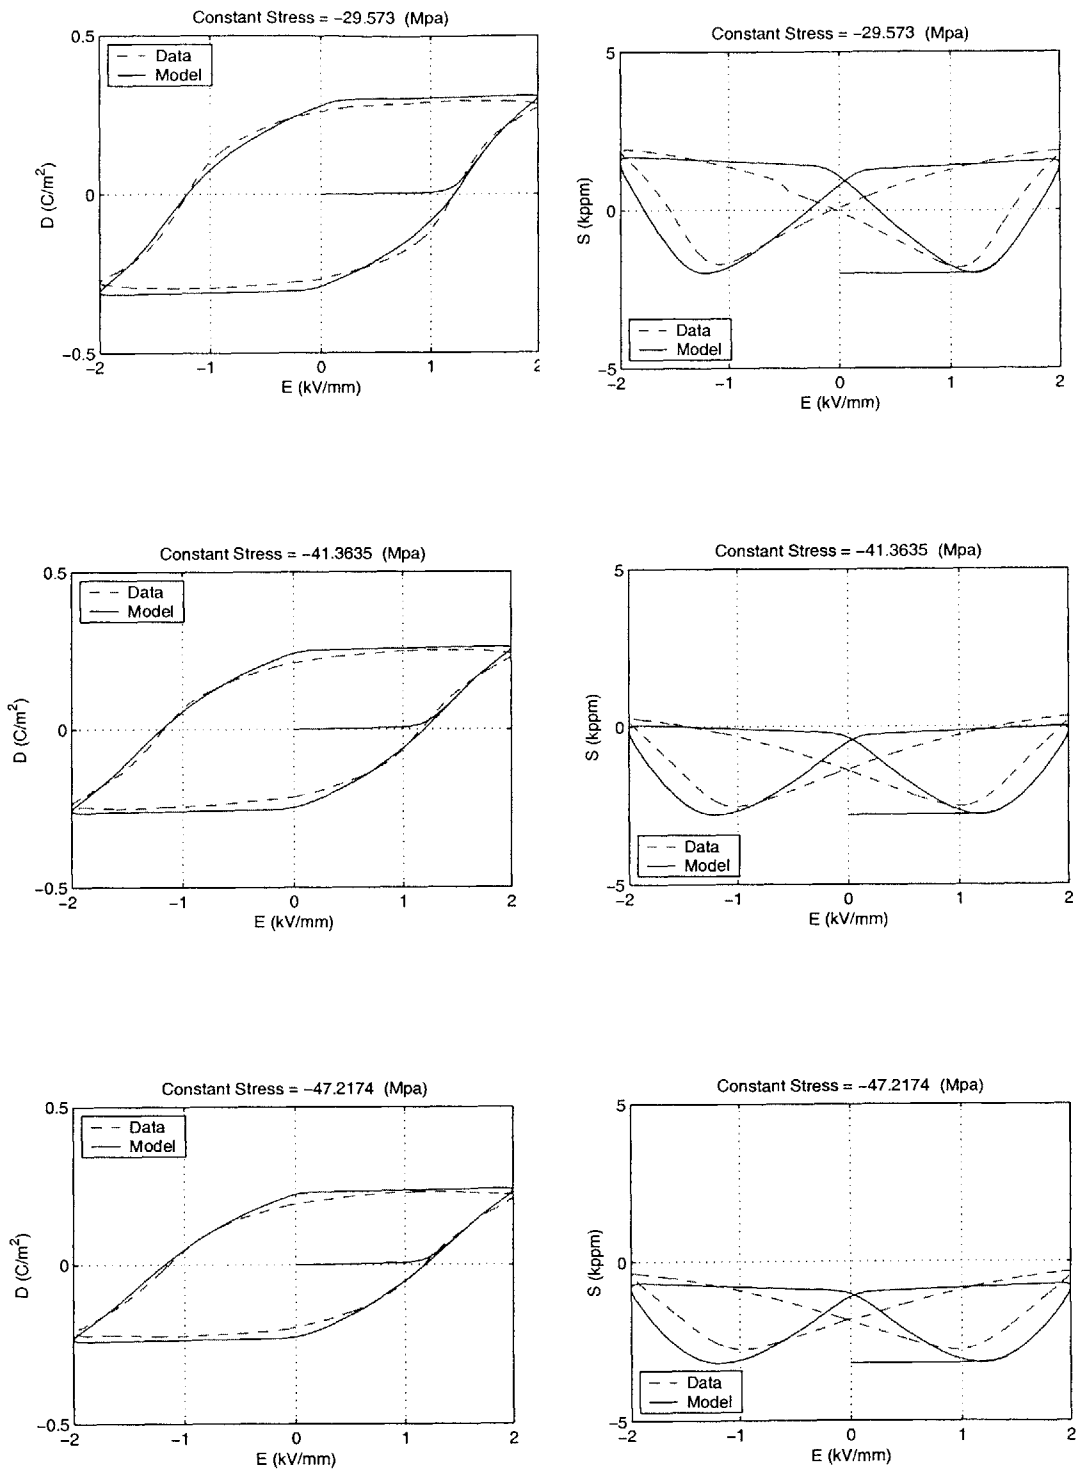 Constant Stress = −29.573 (Mpa)
0.5
Data
Model
D (C/m²)
0
−0.5
−2
−1
0
1
2
E (kV/mm)
Constant Stress = −29.573 (Mpa)
5
S (kppm)
0
Data
Model
−5
−2
−1
0
1
2
E (kV/mm)
Constant Stress = −41.3635 (Mpa)
0.5
Data
Model
D (C/m²)
0
−0.5
−2
−1
0
1
2
E (kV/mm)
Constant Stress = −41.3635 (Mpa)
5
S (kppm)
0
Data
Model
−5
−2
−1
0
1
2
E (kV/mm)
Constant Stress = −47.2174 (Mpa)
0.5
Data
Model
D (C/m²)
0
−0.5
−2
−1
0
1
2
E (kV/mm)
Constant Stress = −47.2174 (Mpa)
5
S (kppm)
0
Data
Model
−5
−2
−1
0
1
2
E (kV/mm)